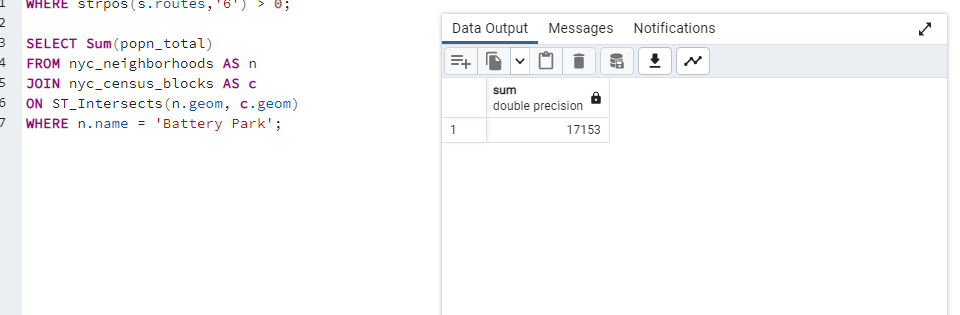 1 WHERE strpos(s.routes,'6') > 0;
2
3 SELECT Sum(popn_total)
4 FROM nyc_neighborhoods AS n
5 JOIN nyc_census_blocks AS c
6 ON ST_Intersects(n.geom, c.geom)
7 WHERE n.name = 'Battery Park';
Data Output Messages Notifications
sum
double precision
1 17153